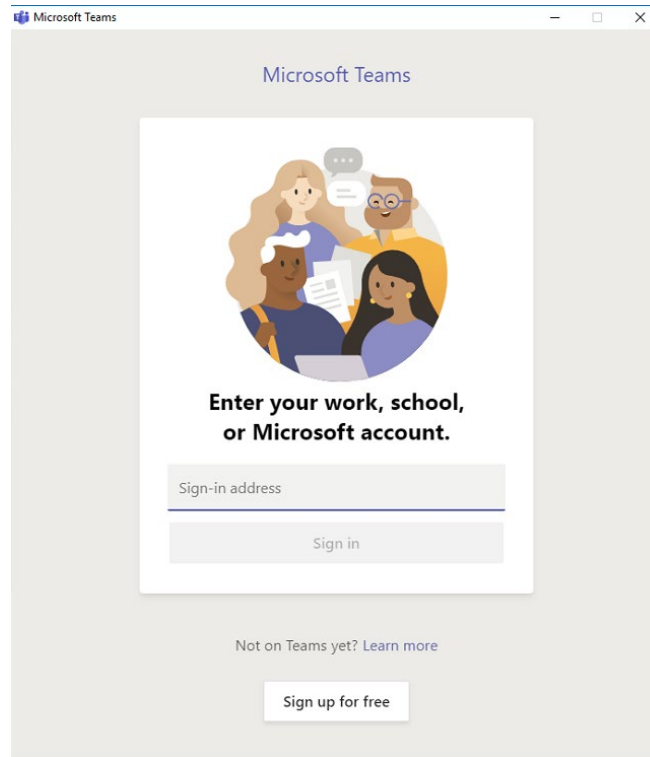 Microsoft Teams
Microsoft Teams
Enter your work, school,
or Microsoft account.
Sign-in address
Sign in
Not on Teams yet? Learn more
Sign up for free